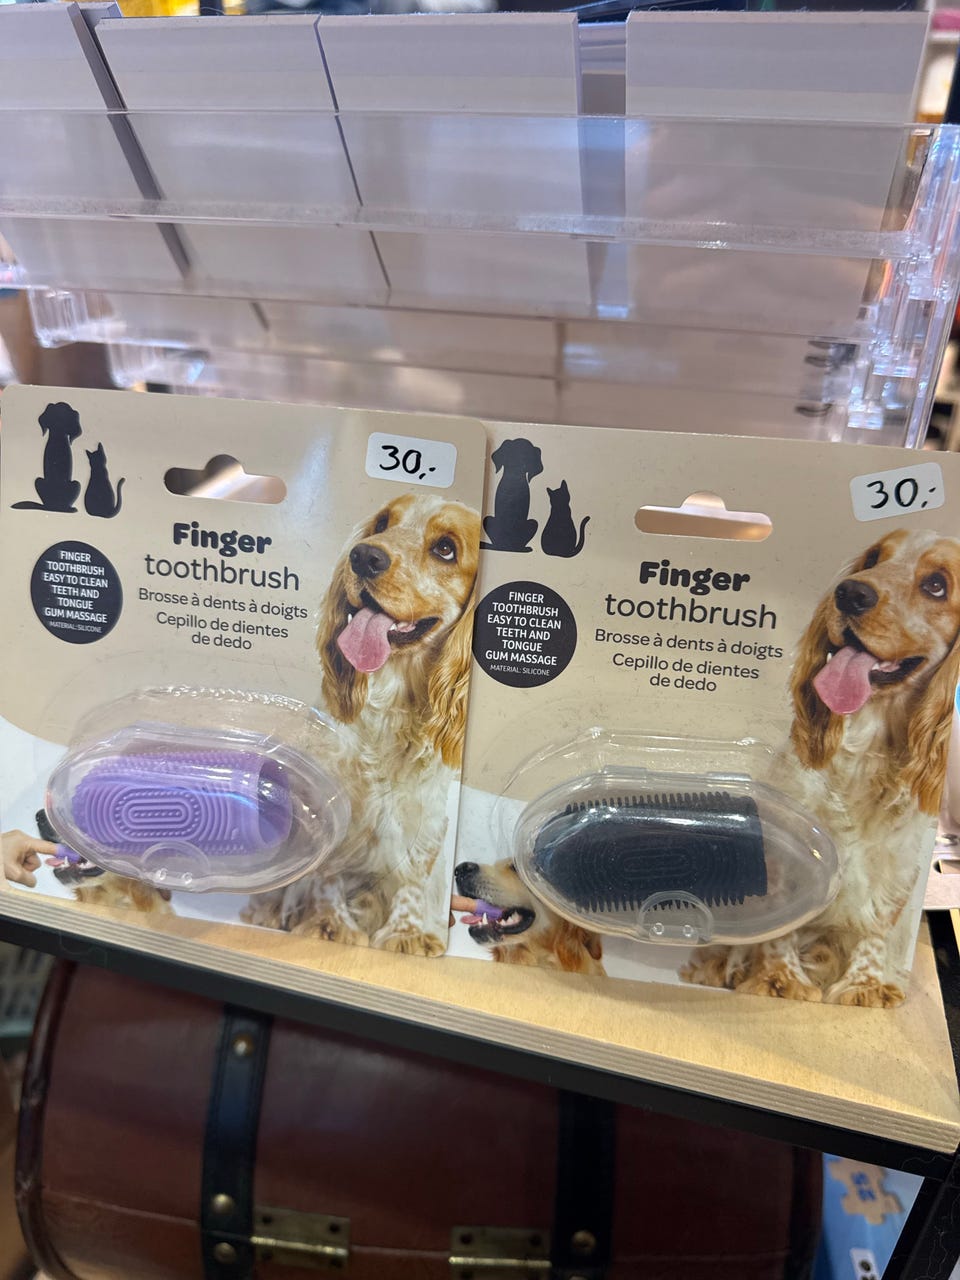 30,-
Finger
toothbrush
Brosse à dents à doigts
Cepillo de dientes
de dedo
FINGER
TOOTHBRUSH
EASY TO CLEAN
TEETH AND
TONGUE
GUM MASSAGE
MATERIAL: SILICONE
30,-
Finger
toothbrush
Brosse à dents à doigts
Cepillo de dientes
de dedo
FINGER
TOOTHBRUSH
EASY TO CLEAN
TEETH AND
TONGUE
GUM MASSAGE
MATERIAL: SILICONE